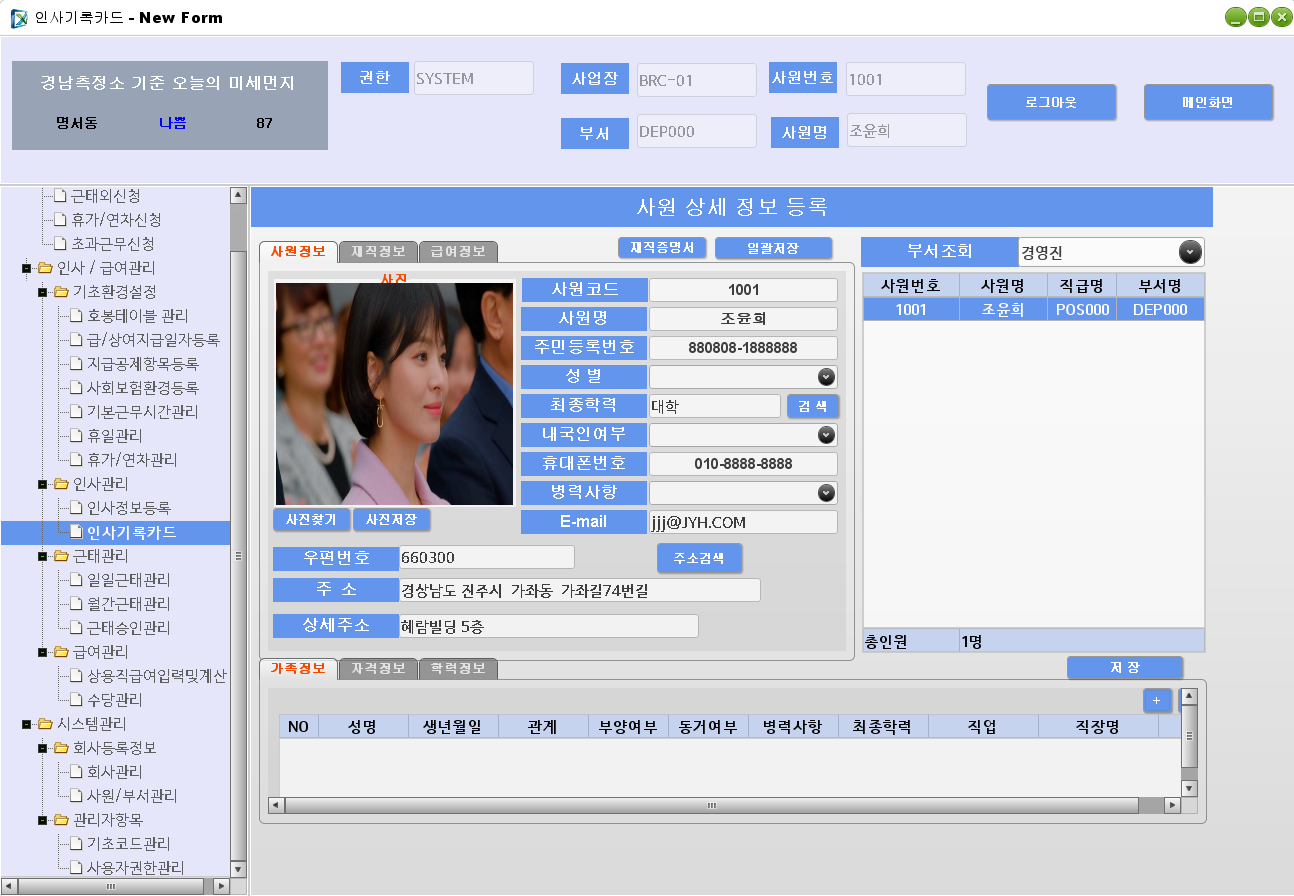 인사기록카드 - New Form
경남측정소 기준 오늘의 미세먼지
명서동 나쁨 87
권한 SYSTEM
사업장 BRC-01 사원번호 1001
부서 DEP000 사원명 조윤희
로그아웃 메인화면
근태외신청
휴가/연차신청
초과근무신청
인사 / 급여관리
기초환경설정
호봉테이블 관리
급/상여지급일자등록
지급공제항목등록
사회보험환경등록
기본근무시간관리
휴일관리
휴가/연차관리
인사관리
인사정보등록
인사기록카드
근태관리
일일근태관리
월간근태관리
근태승인관리
급여관리
상용직급여입력및계산
수당관리
시스템관리
회사등록정보
회사관리
사원/부서관리
관리자항목
기초코드관리
사용자권한관리
사원 상세 정보 등록
사원정보 재직정보 급여정보
재직증명서 일괄저장
사진
사원코드 1001
사원명 조윤희
주민등록번호 880808-1888888
성 별
최종학력 대학 검 색
내국인여부
휴대폰번호 010-8888-8888
병력사항
E-mail jjj@JYH.COM
사진찾기 사진저장
우편번호 660300 주소검색
주 소 경상남도 진주시 가좌동 가좌길74번길
상세주소 혜람빌딩 5층
부서조회 경영진
사원번호 사원명 직급명 부서명
1001 조윤희 POS000 DEP000
총인원 1명
저 장
가족정보 자격정보 학력정보
+
NO 성명 생년월일 관계 부양여부 동거여부 병력사항 최종학력 직업 직장명